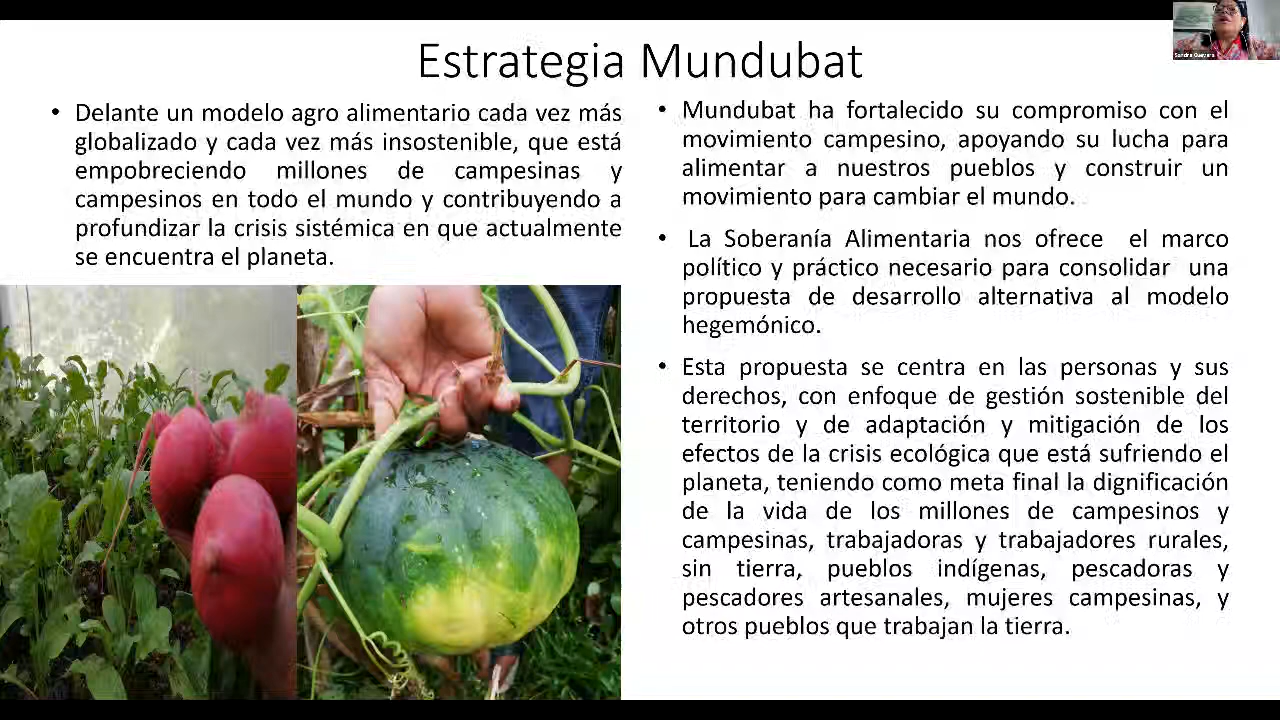 Estrategia Mundubat
• Delante un modelo agro alimentario cada vez más
globalizado y cada vez más insostenible, que está
empobreciendo millones de campesinas y
campesinos en todo el mundo y contribuyendo a
profundizar la crisis sistémica en que actualmente
se encuentra el planeta.
• Mundubat ha fortalecido su compromiso con el
movimiento campesino, apoyando su lucha para
alimentar a nuestros pueblos y construir un
movimiento para cambiar el mundo.
• La Soberanía Alimentaria nos ofrece el marco
político y práctico necesario para consolidar una
propuesta de desarrollo alternativa al modelo
hegemónico.
• Esta propuesta se centra en las personas y sus
derechos, con enfoque de gestión sostenible del
territorio y de adaptación y mitigación de los
efectos de la crisis ecológica que está sufriendo el
planeta, teniendo como meta final la dignificación
de la vida de los millones de campesinos y
campesinas, trabajadoras y trabajadores rurales,
sin tierra, pueblos indígenas, pescadoras y
pescadores artesanales, mujeres campesinas, y
otros pueblos que trabajan la tierra.
Sandra Guevara